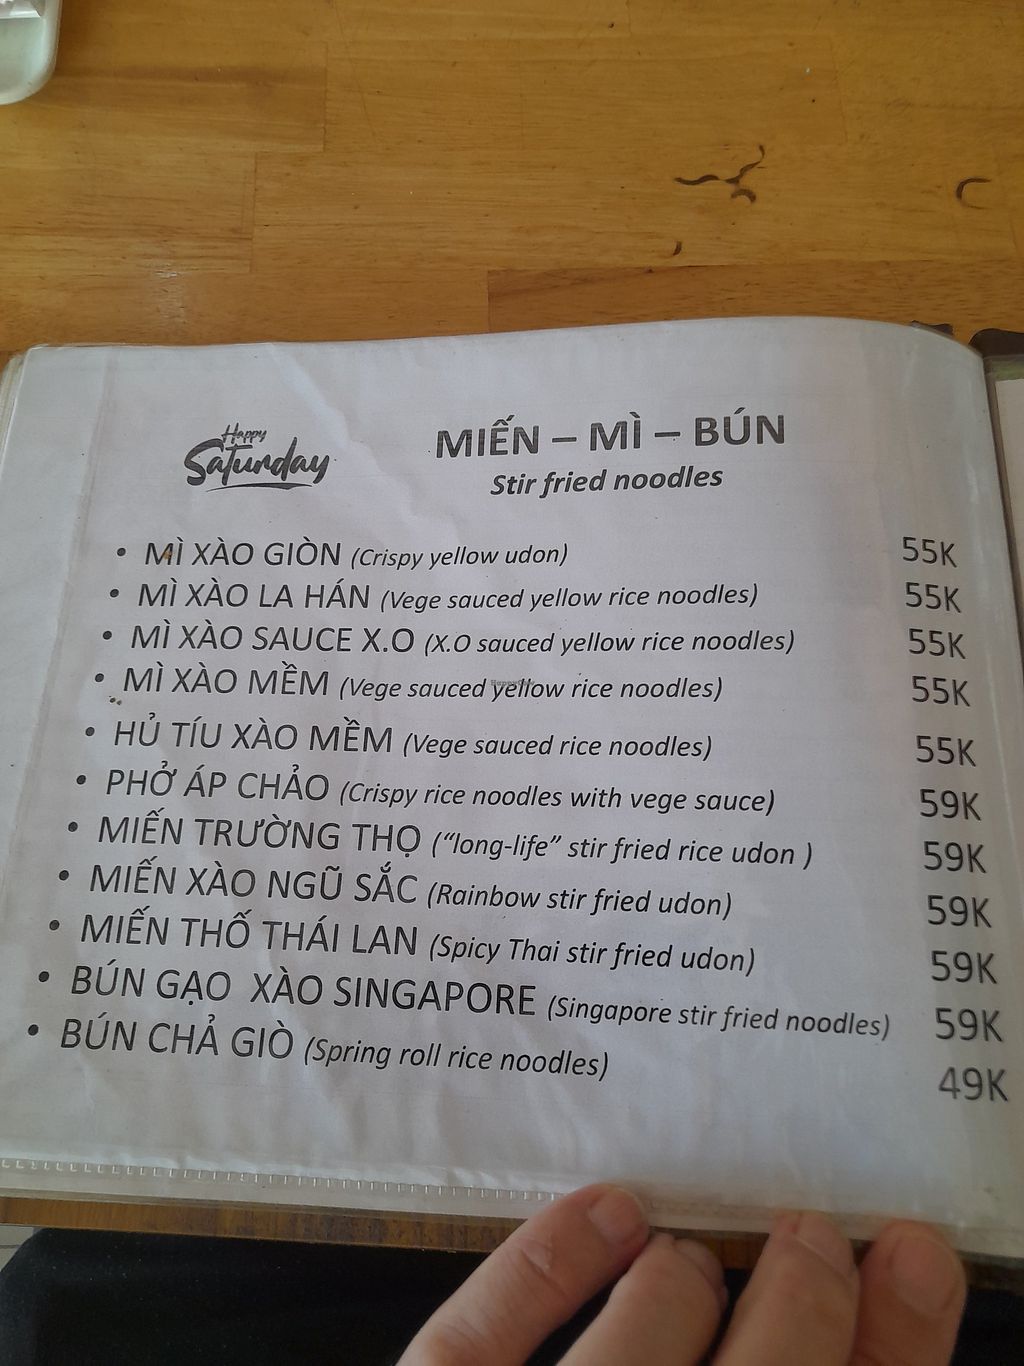 Happy
Saturday
MIẾN – MÌ – BÚN
Stir fried noodles
• MÌ XÀO GIÒN (Crispy yellow udon) 55K
• MÌ XÀO LA HÁN (Vege sauced yellow rice noodles) 55K
• MÌ XÀO SAUCE X.O (X.O sauced yellow rice noodles) 55K
• MÌ XÀO MỀM (Vege sauced yellow rice noodles) 55K
• HỦ TÍU XÀO MỀM (Vege sauced rice noodles) 55K
• PHỞ ÁP CHẢO (Crispy rice noodles with vege sauce) 59K
• MIẾN TRƯỜNG THỌ (“long-life” stir fried rice udon ) 59K
• MIẾN XÀO NGŨ SẮC (Rainbow stir fried udon) 59K
• MIẾN THỐ THÁI LAN (Spicy Thai stir fried udon) 59K
• BÚN GẠO XÀO SINGAPORE (Singapore stir fried noodles) 59K
• BÚN CHẢ GIÒ (Spring roll rice noodles) 49K